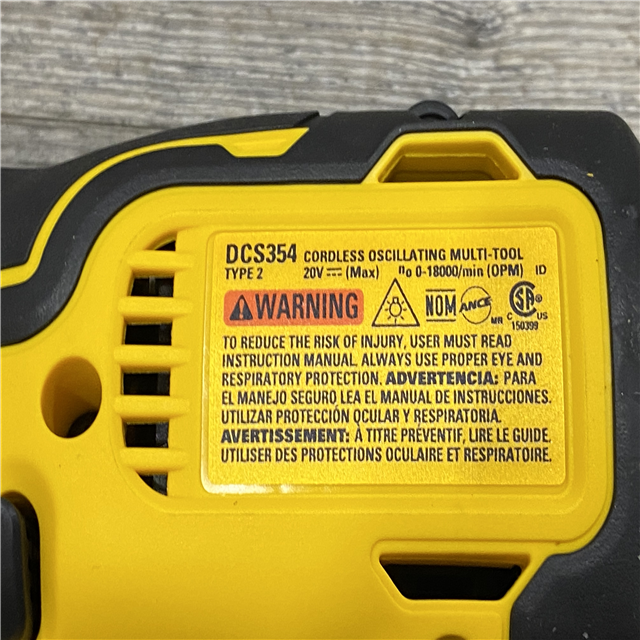 DCS354 CORDLESS OSCILLATING MULTI-TOOL
TYPE 2 20V⎓(Max) no 0-18000/min (OPM) ID
WARNING
NOM ANCE MR
C SA ® US
150399
TO REDUCE THE RISK OF INJURY, USER MUST READ
INSTRUCTION MANUAL. ALWAYS USE PROPER EYE AND
RESPIRATORY PROTECTION. ADVERTENCIA: PARA
EL MANEJO SEGURO LEA EL MANUAL DE INSTRUCCIONES.
UTILIZAR PROTECCIÓN OCULAR Y RESPIRATORIA.
AVERTISSEMENT: À TITRE PRÉVENTIF, LIRE LE GUIDE.
UTILISER DES PROTECTIONS OCULAIRE ET RESPIRATOIRE.